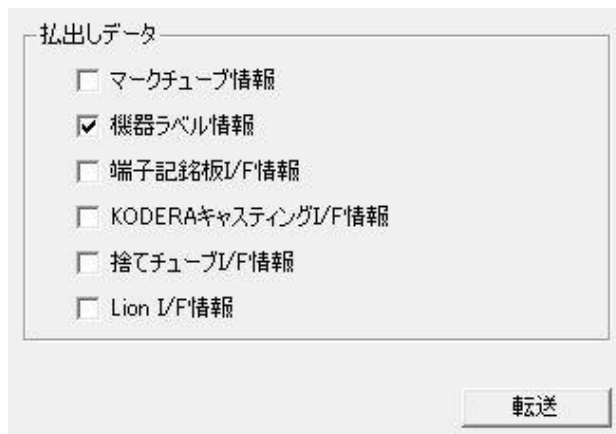 払出しデータ
マークチューブ情報
機器ラベル情報
端子記銘板I/F情報
KODERAキャスティングI/F情報
捨てチューブI/F情報
Lion I/F情報
転送